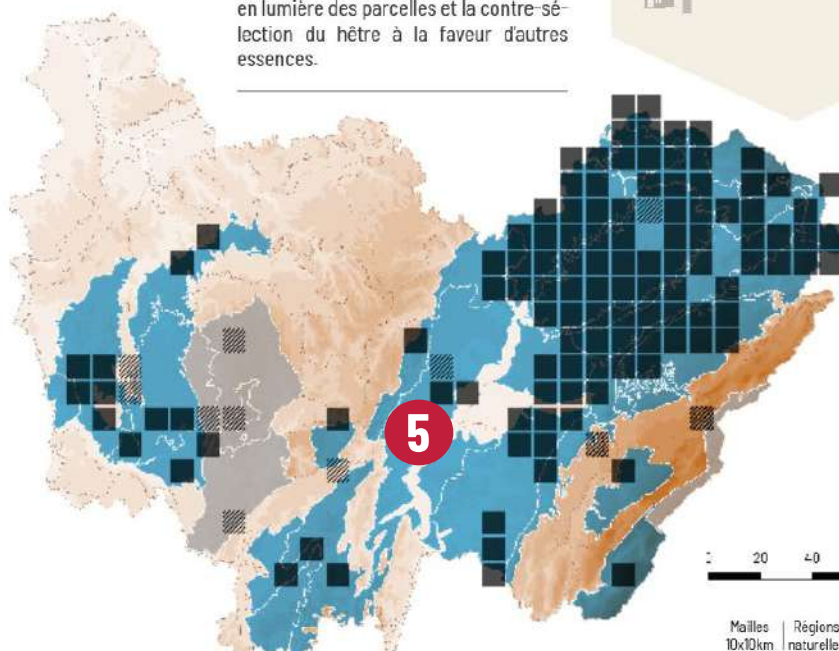 en lumière des parcelles et la contre-sé-
lection du hêtre à la faveur d'autres
essences.
5
20 40
Mailles Régions
10x10km naturelle